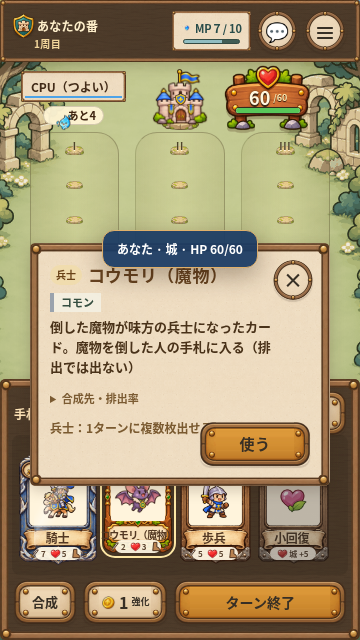 あなたの番
1周目
MP 7 / 10
CPU（つよい）
あと4
60 /60
I
II
III
あなた · 城 · HP 60/60
兵士 コウモリ（魔物）
コモン
倒した魔物が味方の兵士になったカー
ド。魔物を倒した人の手札に入る（排
出では出ない）
▶ 合成先・排出率
兵士：1ターンに複数枚出せ
使う
手
騎士
ウモリ（魔物
歩兵
小回復
7 5
2 3
5 5
城 +5
合成
1 強化
ターン終了